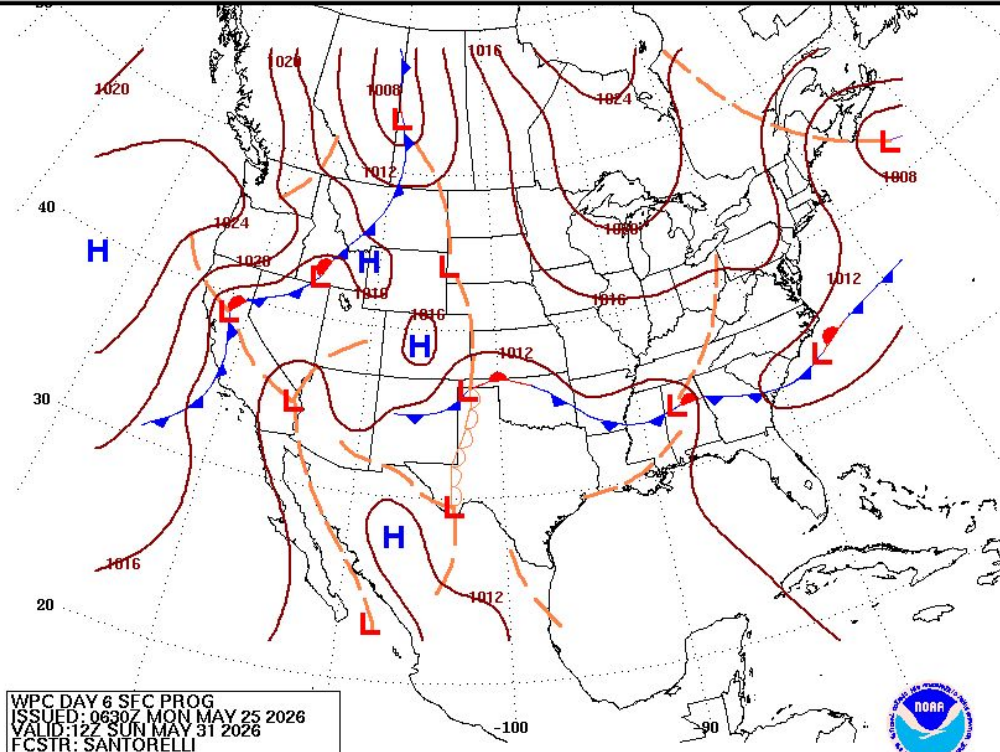 1020
1016
1020
1008
1024
1012
1008
40
H
1024
1020
H
1016
1012
1016
1016
H
1012
30
L
H
1016
1012
20
L
WPC DAY 6 SFC PROG
ISSUED: 0630Z MON MAY 25 2026
VALID:12Z SUN MAY 31 2026
FCSTR: SANTORELLI
-100
-90
NOAA